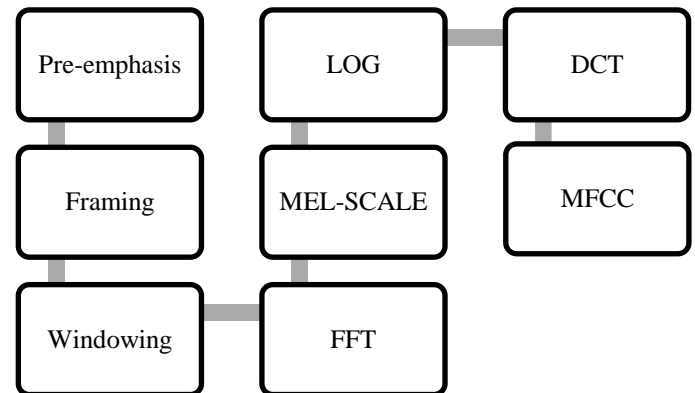 Pre-emphasis
Framing
Windowing
FFT
MEL-SCALE
LOG
DCT
MFCC